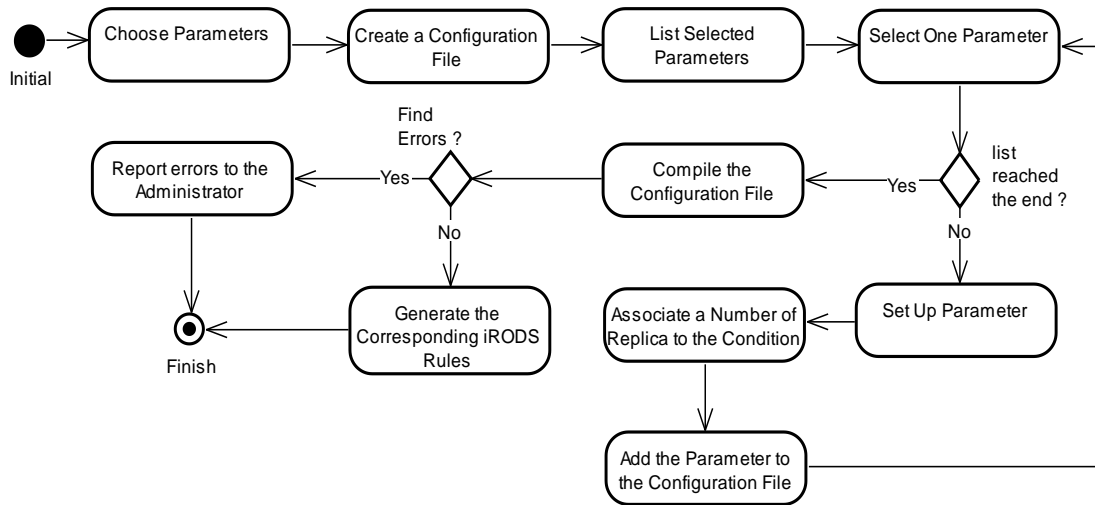 Initial
Choose Parameters
Create a Configuration
File
List Selected
Parameters
Select One Parameter
Find
Errors ?
Report errors to the
Administrator
Yes
Compile the
Configuration File
Yes
list
reached
the end ?
No
No
Generate the
Corresponding iRODS
Rules
Finish
Associate a Number of
Replica to the Condition
Set Up Parameter
Add the Parameter to
the Configuration File